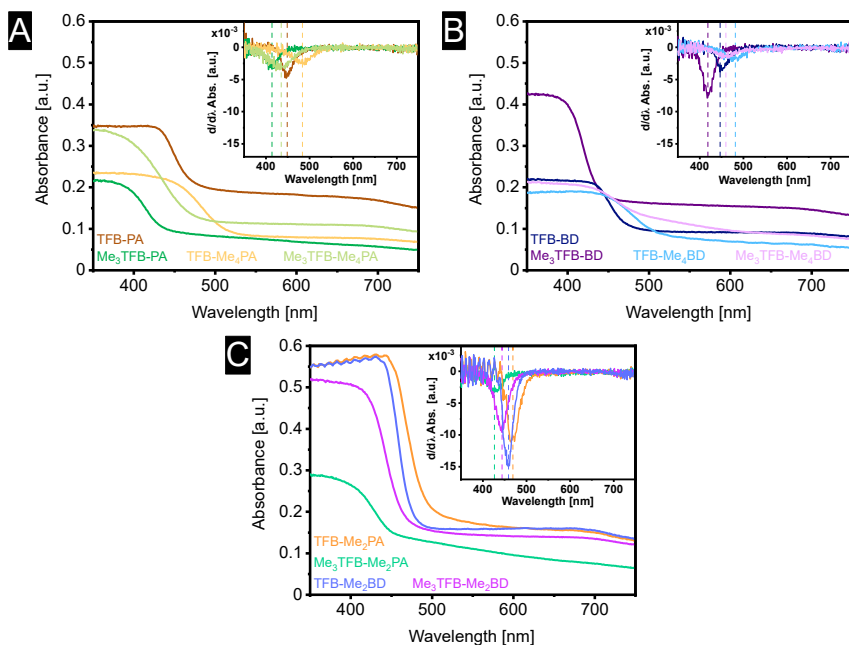 A
0.6
0.5
0.4
0.3
0.2
0.1
0.0
Absorbance [a.u.]
400 500 600 700
Wavelength [nm]
TFB-PA
Me₃TFB-PA TFB-Me₄PA Me₃TFB-Me₄PA
×10⁻³
0
-5
-10
-15
d/dλ Abs. [a.u.]
400 500 600 700
Wavelength [nm]
B
0.6
0.5
0.4
0.3
0.2
0.1
0.0
Absorbance [a.u.]
400 500 600 700
Wavelength [nm]
TFB-BD
Me₃TFB-BD TFB-Me₄BD Me₃TFB-Me₄BD
×10⁻³
0
-5
-10
-15
d/dλ Abs. [a.u.]
400 500 600 700
Wavelength [nm]
C
0.6
0.5
0.4
0.3
0.2
0.1
0.0
Absorbance [a.u.]
400 500 600 700
Wavelength [nm]
TFB-Me₂PA
Me₃TFB-Me₂PA
TFB-Me₂BD Me₃TFB-Me₂BD
×10⁻³
0
-5
-10
-15
d/dλ Abs. [a.u.]
400 500 600 700
Wavelength [nm]